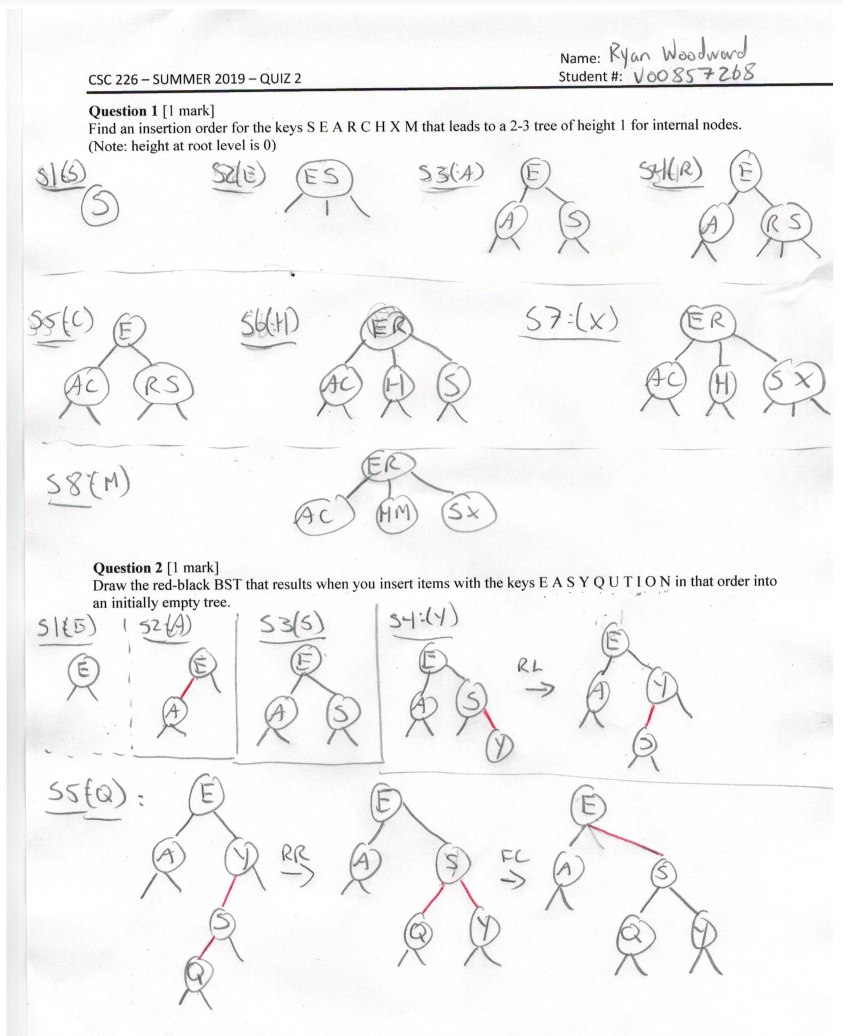 Name: Ryan Woodward
CSC 226 – SUMMER 2019 – QUIZ 2
Student #: V00857268
Question 1 [1 mark]
Find an insertion order for the keys S E A R C H X M that leads to a 2-3 tree of height 1 for internal nodes.
(Note: height at root level is 0)
S1(S) S2(E) S3(A) S4(R)
S
E S
E
A S
E
A R S
S5(C) S6(H) S7:(X)
E
AC RS
ER
AC H S
ER
AC H S X
S8(M)
ER
AC HM SX
Question 2 [1 mark]
Draw the red-black BST that results when you insert items with the keys E A S Y Q U T I O N in that order into
an initially empty tree.
S1(E) S2(A) S3(S) S4:(Y)
E
E
A
E
A S
E
A S
Y
RL
E
A Y
S
S5(Q):
E
A Y
S
Q
RR
E
A S
Q Y
FC
E
A S
Q Y